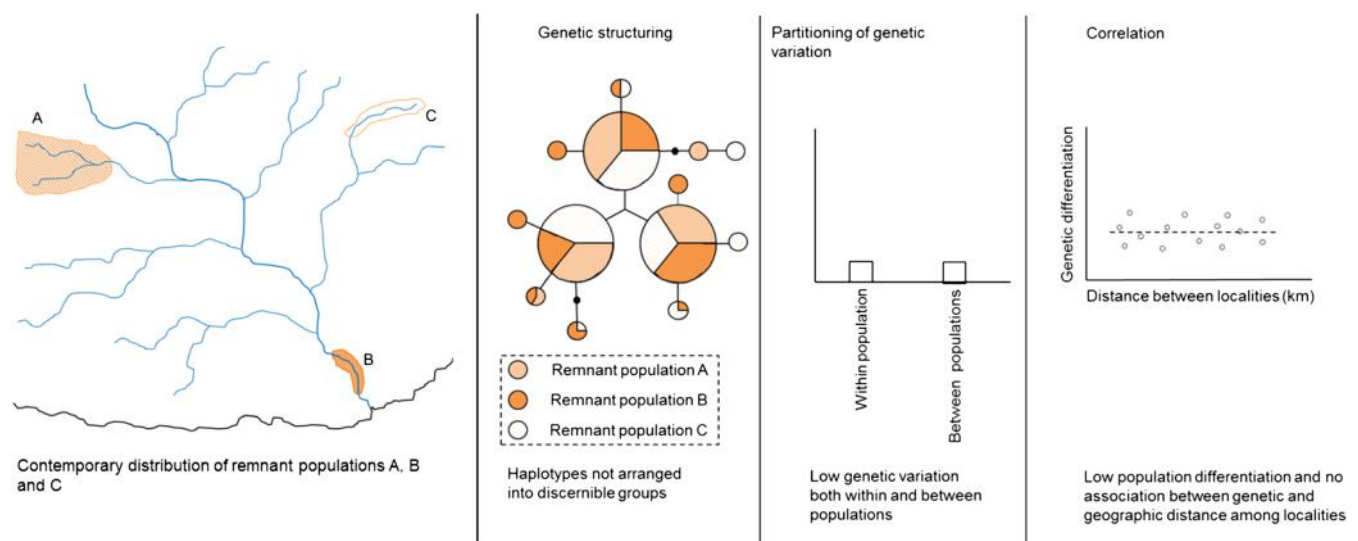 A
C
B
Contemporary distribution of remnant populations A, B
and C
Genetic structuring
Remnant population A
Remnant population B
Remnant population C
Haplotypes not arranged
into discernible groups
Partitioning of genetic
variation
Within population
Between populations
Low genetic variation
both within and between
populations
Correlation
Genetic differentiation
Distance between localities (km)
Low population differentiation and no
association between genetic and
geographic distance among localities